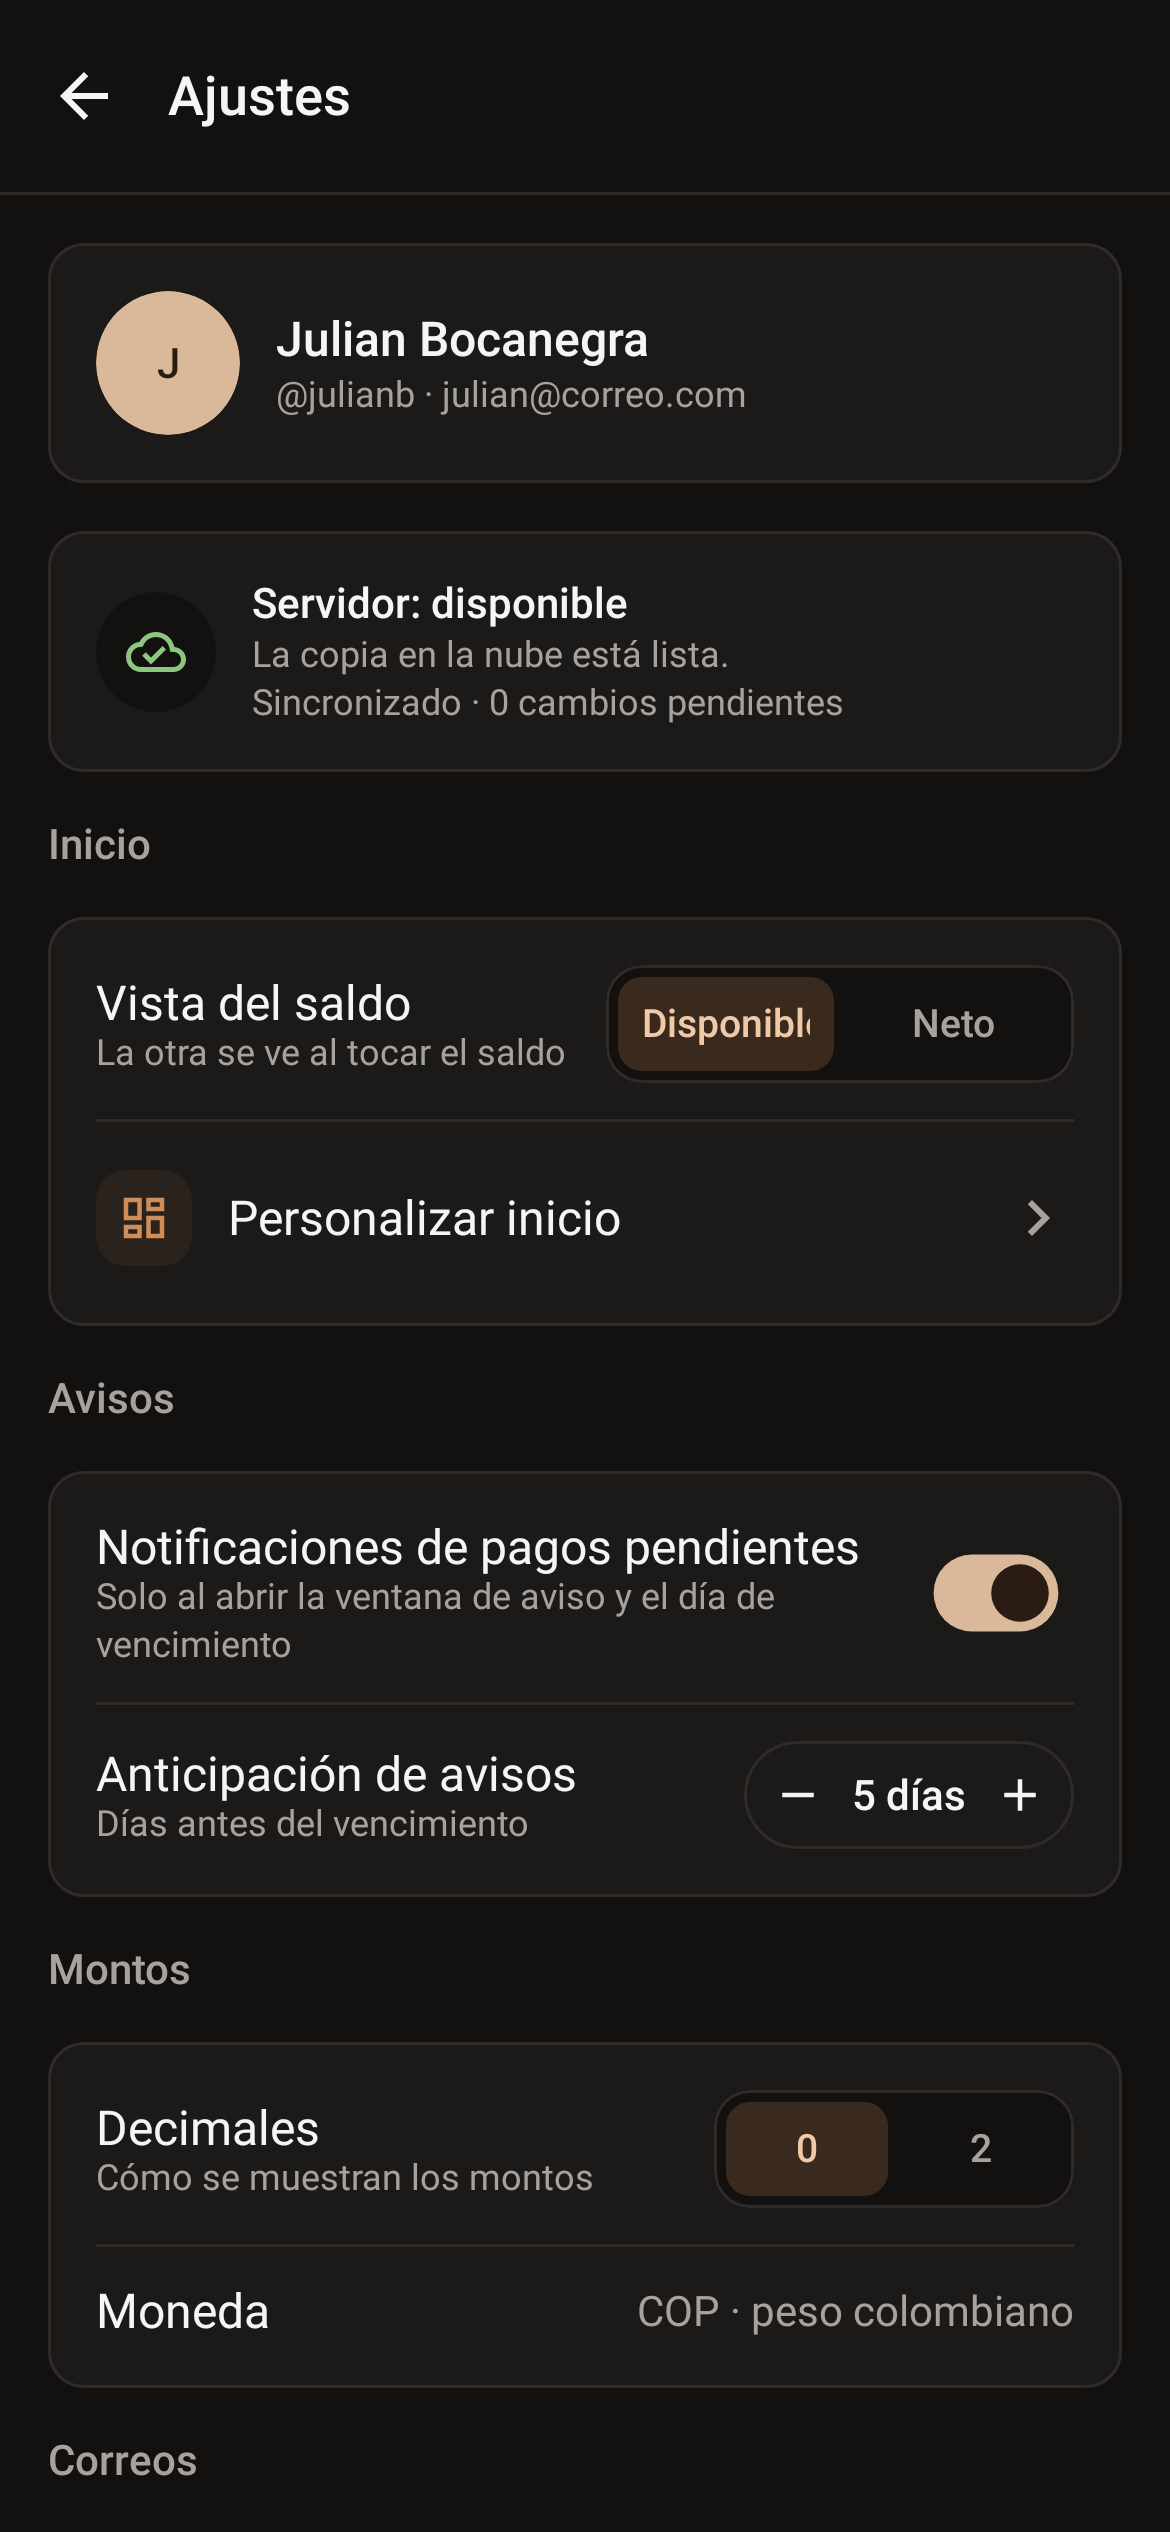 Ajustes
J
Julian Bocanegra
@julianb · julian@correo.com
Servidor: disponible
La copia en la nube está lista.
Sincronizado · 0 cambios pendientes
Inicio
Vista del saldo
La otra se ve al tocar el saldo
Disponibl
Neto
Personalizar inicio
Avisos
Notificaciones de pagos pendientes
Solo al abrir la ventana de aviso y el día de
vencimiento
Anticipación de avisos
Días antes del vencimiento
− 5 días +
Montos
Decimales
Cómo se muestran los montos
0
2
Moneda
COP · peso colombiano
Correos